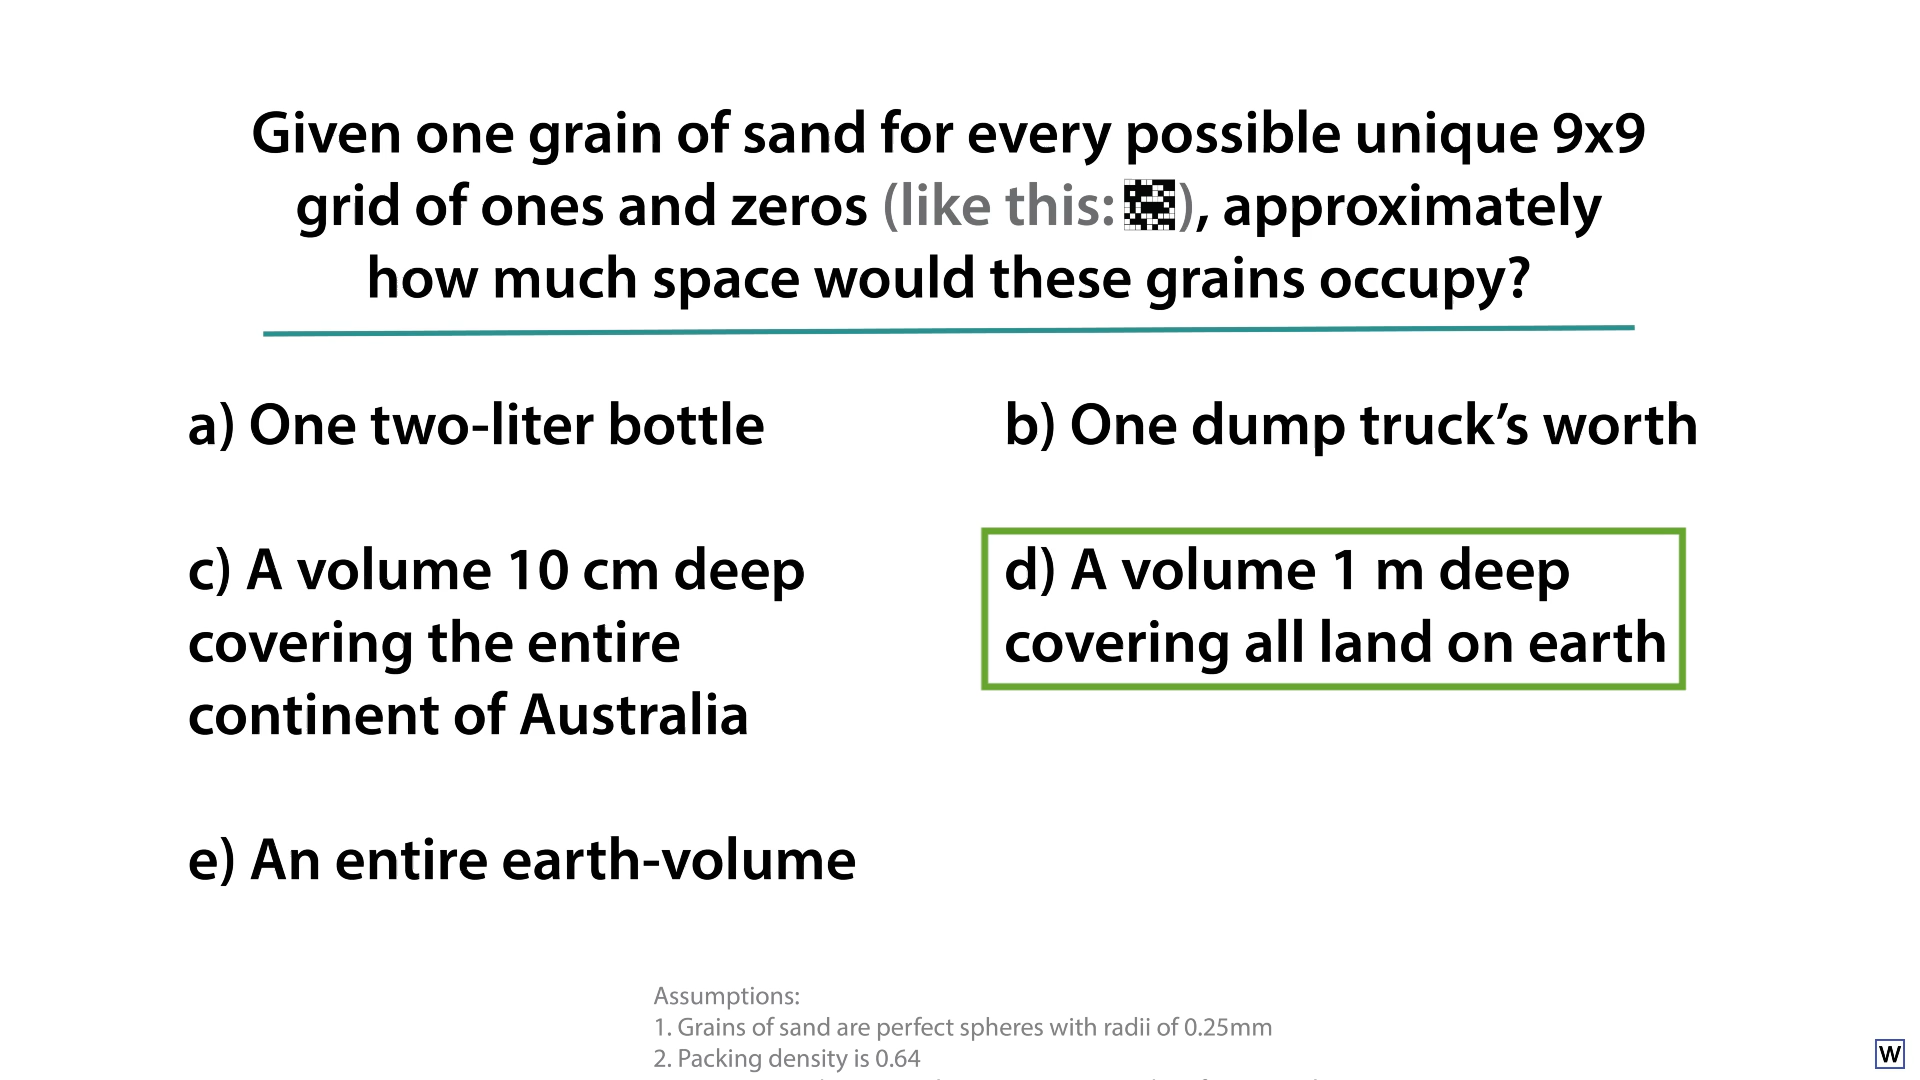 Given one grain of sand for every possible unique 9x9
grid of ones and zeros (like this: ), approximately
how much space would these grains occupy?
a) One two-liter bottle
b) One dump truck’s worth
c) A volume 10 cm deep
covering the entire
continent of Australia
d) A volume 1 m deep
covering all land on earth
e) An entire earth-volume
Assumptions:
1. Grains of sand are perfect spheres with radii of 0.25mm
2. Packing density is 0.64
W